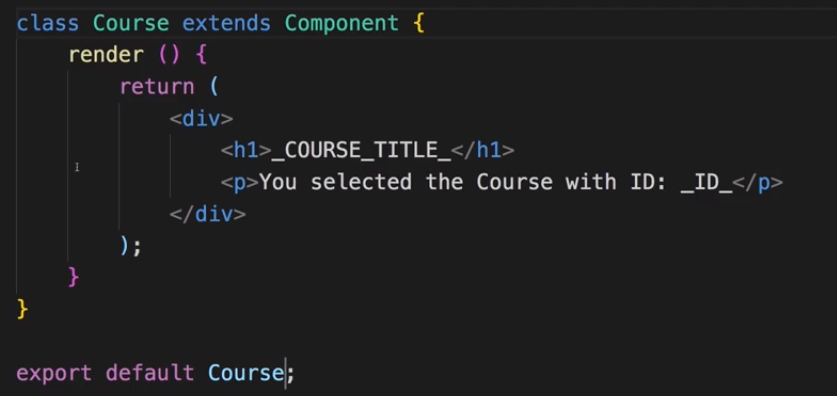 class Course extends Component {
    render () {
        return (
            <div>
                <h1>_COURSE_TITLE_</h1>
                <p>You selected the Course with ID: _ID_</p>
            </div>
        );
    }
}

export default Course;